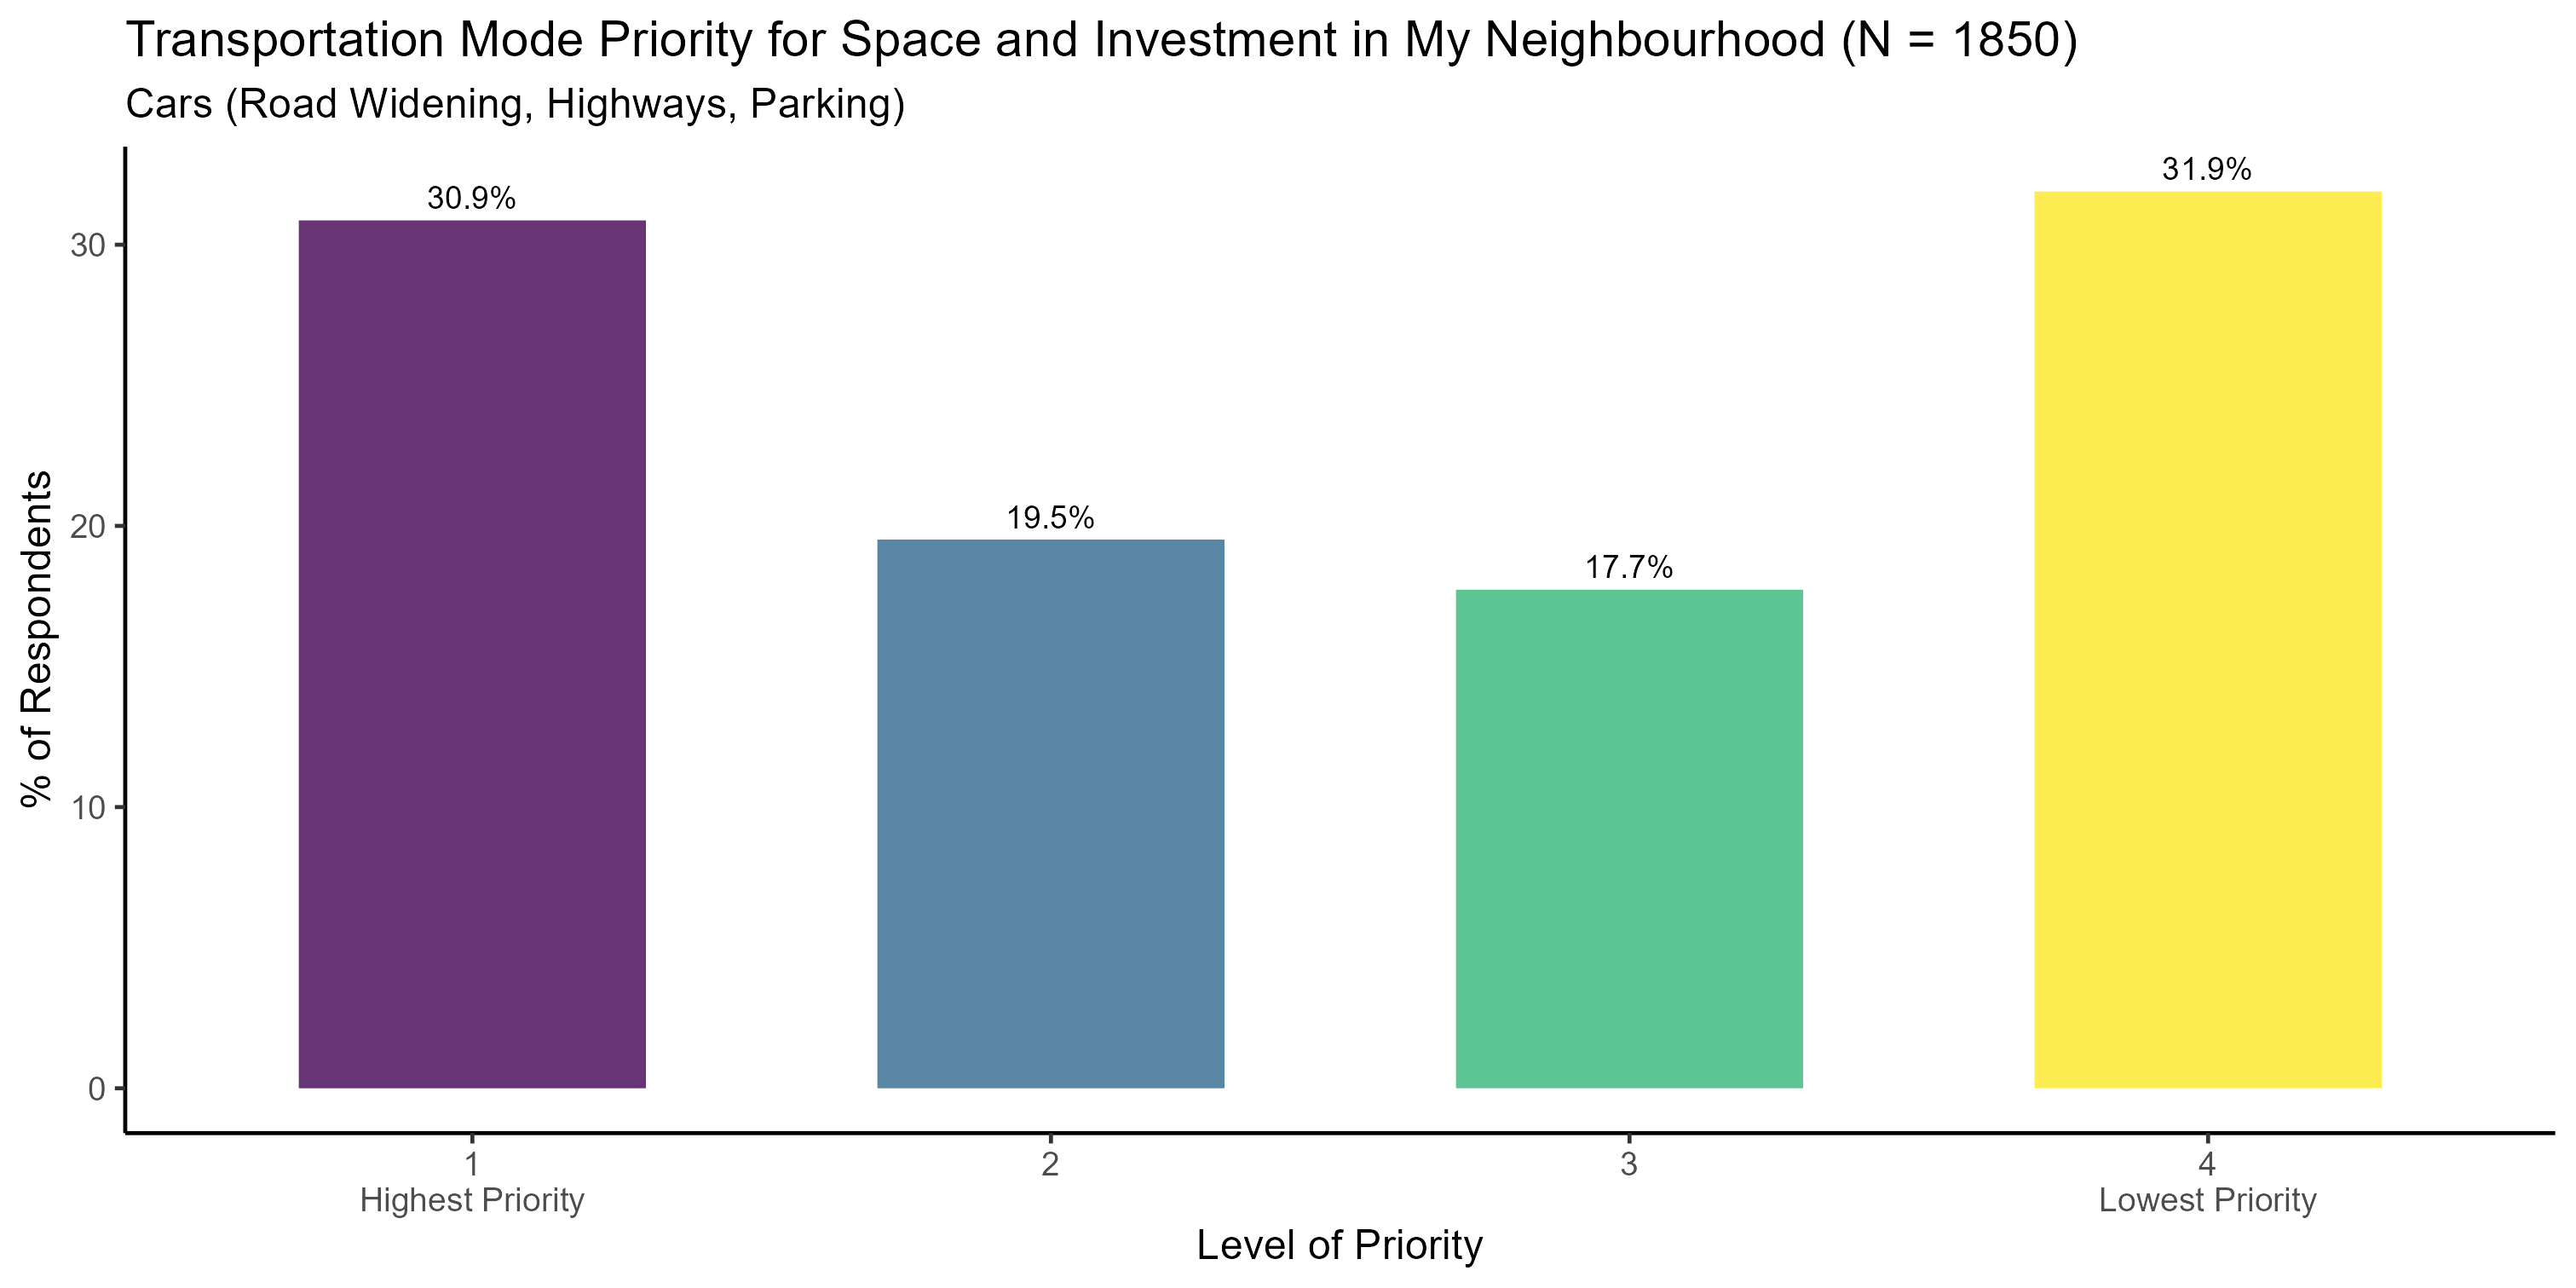 Transportation Mode Priority for Space and Investment in My Neighbourhood (N = 1850)
Cars (Road Widening, Highways, Parking)
% of Respondents
30
20
10
0
30.9%
19.5%
17.7%
31.9%
1
Highest Priority
2
3
4
Lowest Priority
Level of Priority